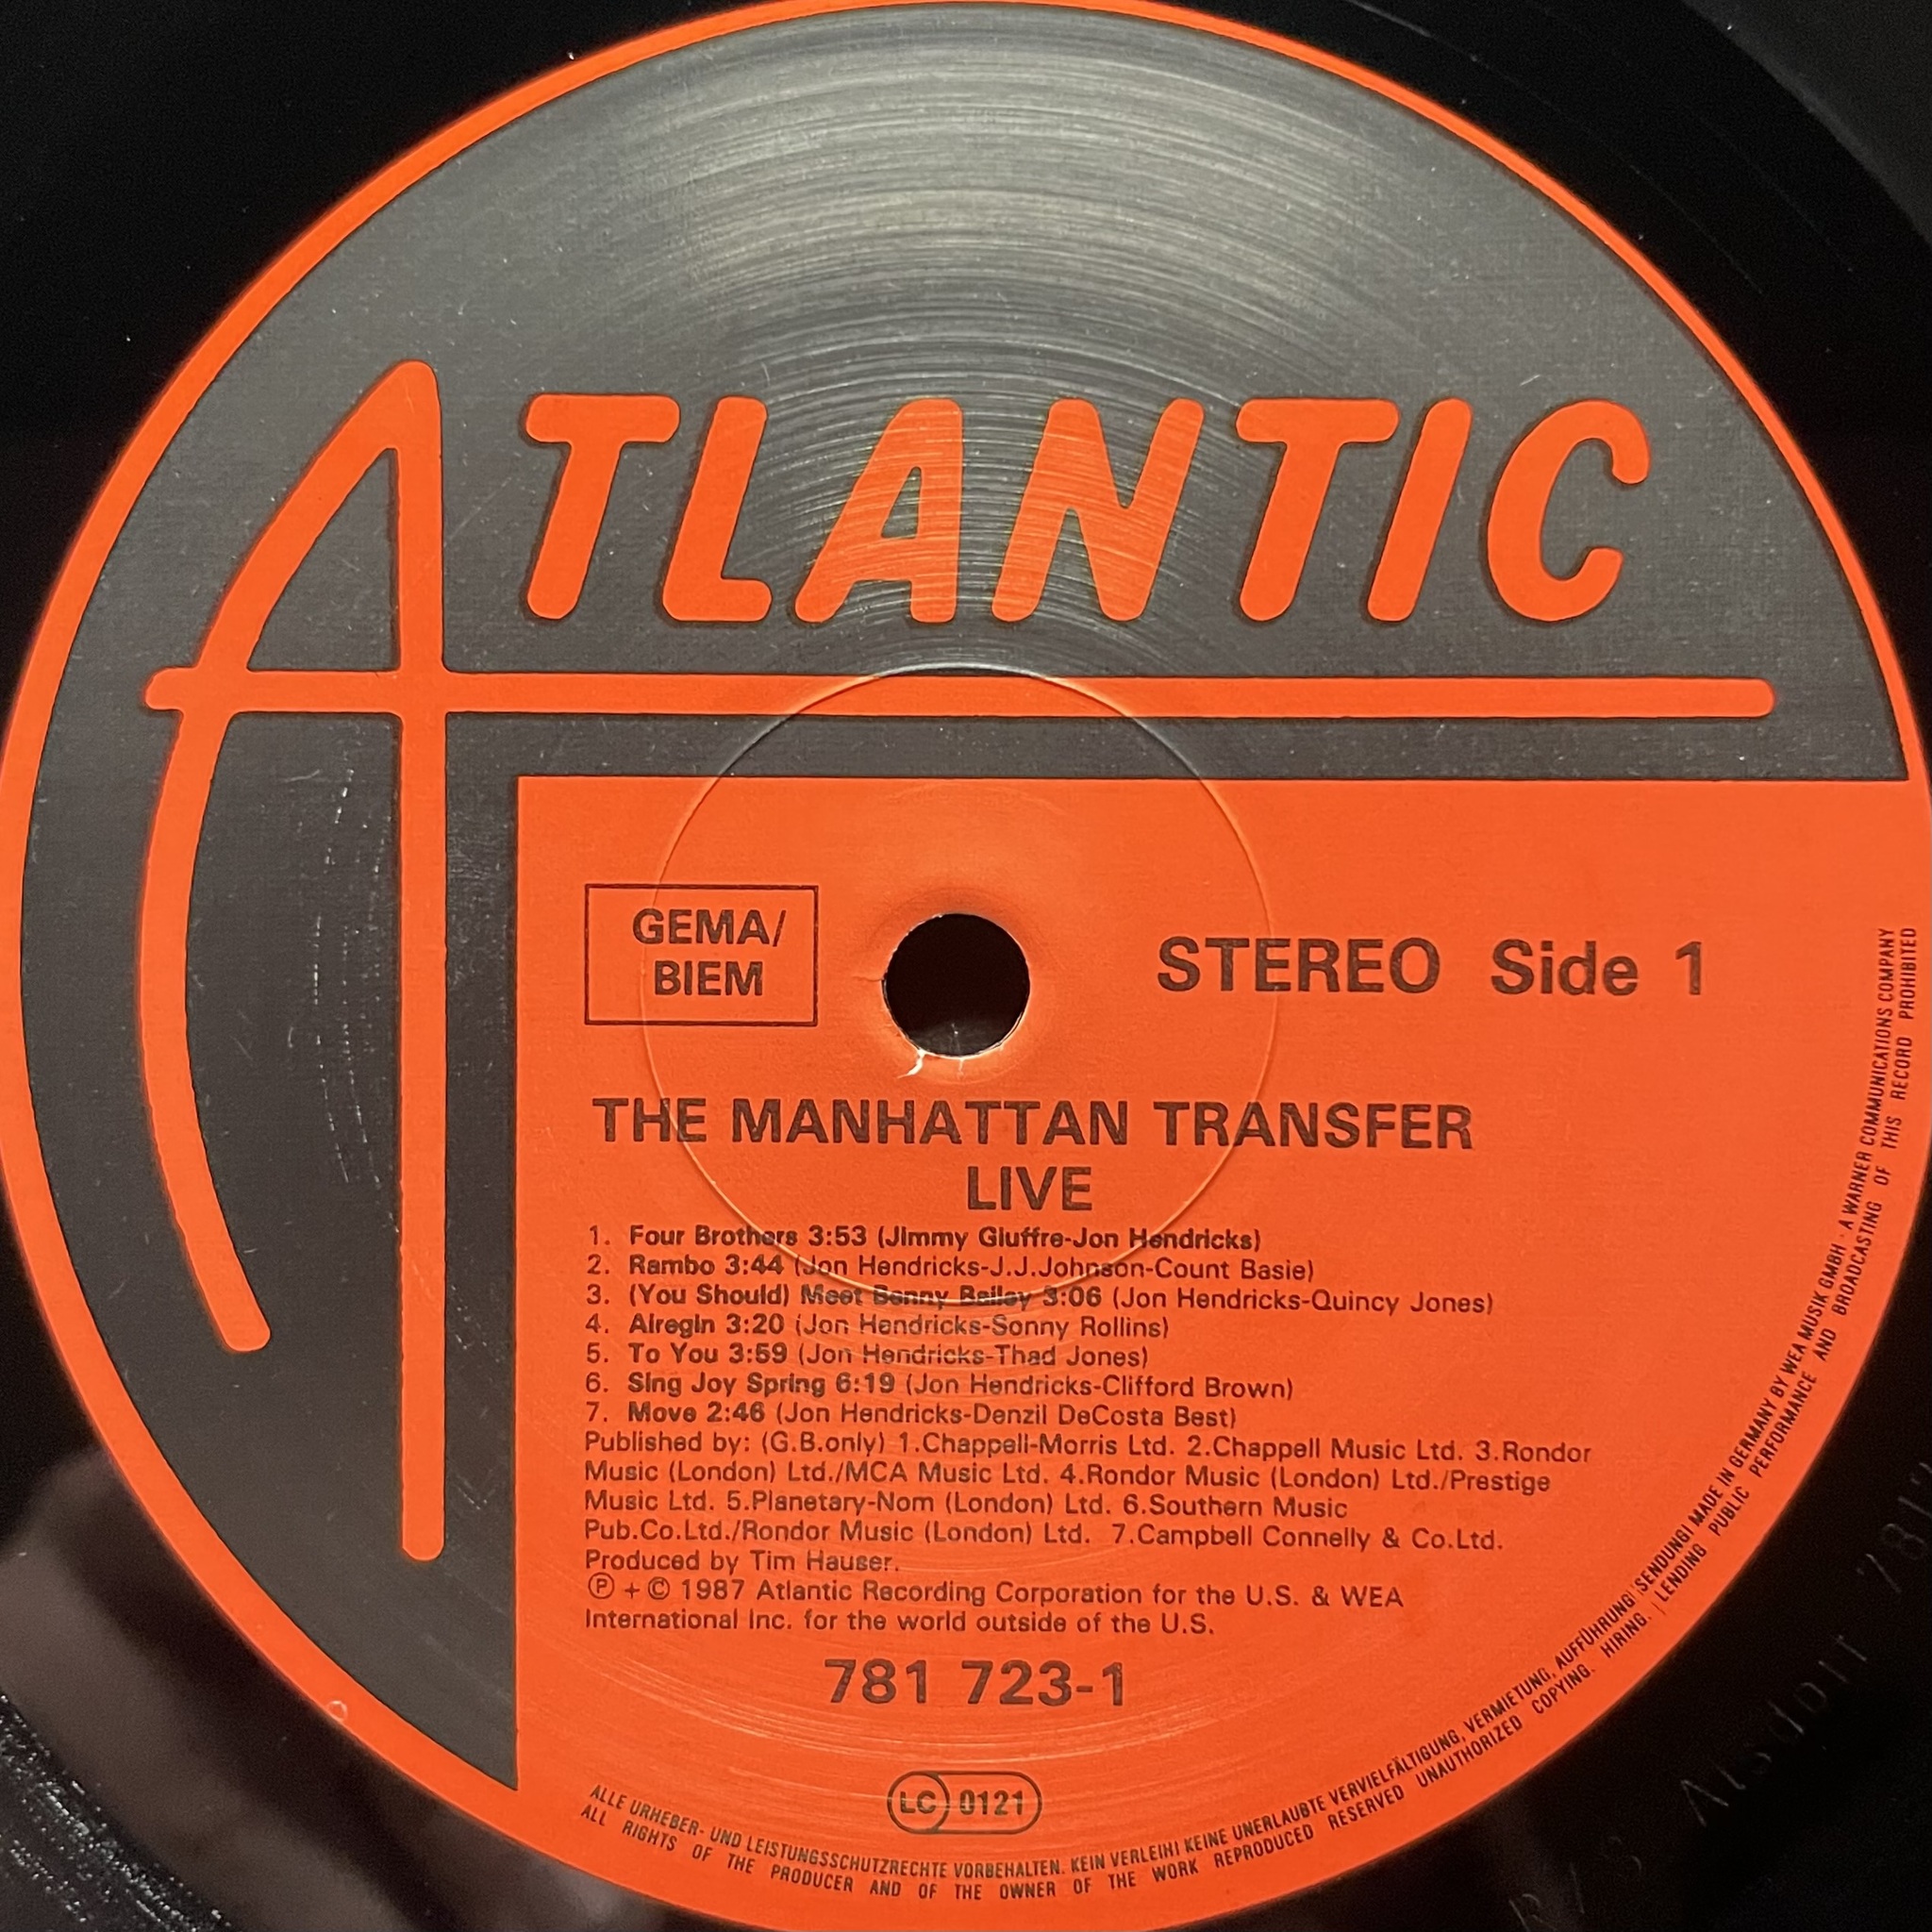 ATLANTIC
GEMA/
BIEM
STEREO Side 1
THE MANHATTAN TRANSFER
LIVE
1. Four Brothers 3:53 (Jimmy Giuffre-Jon Hendricks)
2. Rambo 3:44 (Jon Hendricks-J.J.Johnson-Count Basie)
3. (You Should) Meet Benny Bailey 3:06 (Jon Hendricks-Quincy Jones)
4. Airegin 3:20 (Jon Hendricks-Sonny Rollins)
5. To You 3:59 (Jon Hendricks-Thad Jones)
6. Sing Joy Spring 6:19 (Jon Hendricks-Clifford Brown)
7. Move 2:46 (Jon Hendricks-Denzil DeCosta Best)
Published by: (G.B.only) 1.Chappell-Morris Ltd. 2.Chappell Music Ltd. 3.Rondor
Music (London) Ltd./MCA Music Ltd. 4.Rondor Music (London) Ltd./Prestige
Music Ltd. 5.Planetary-Nom (London) Ltd. 6.Southern Music
Pub.Co.Ltd./Rondor Music (London) Ltd. 7.Campbell Connelly & Co.Ltd.
Produced by Tim Hauser.
℗ + © 1987 Atlantic Recording Corporation for the U.S. & WEA
International Inc. for the world outside of the U.S.
781 723-1
LC 0121
ALLE URHEBER- UND LEISTUNGSSCHUTZRECHTE VORBEHALTEN. KEIN VERLEIH! KEINE UNERLAUBTE VERVIELFÄLTIGUNG, VERMIETUNG, AUFFÜHRUNG! SENDUNG! MADE IN GERMANY BY WEA MUSIK GMBH · A WARNER COMMUNICATIONS COMPANY
ALL RIGHTS OF THE PRODUCER AND OF THE OWNER OF THE WORK REPRODUCED RESERVED UNAUTHORIZED COPYING. HIRING. LENDING PUBLIC PERFORMANCE AND BROADCASTING OF THIS RECORD PROHIBITED
Alsdorf